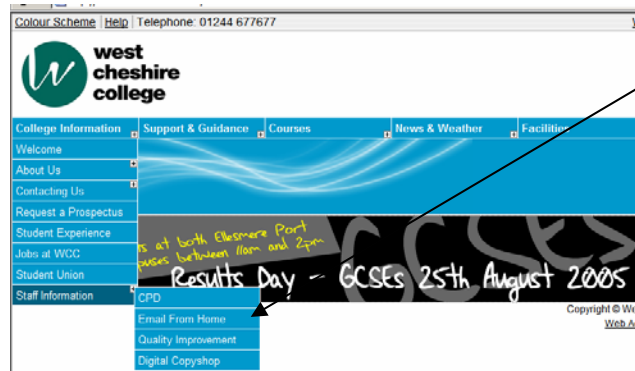 Colour Scheme Help Telephone: 01244 677677
west
cheshire
college
College Information Support & Guidance Courses News & Weather Facilities
Welcome
About Us
Contacting Us
Request a Prospectus
Student Experience
Jobs at WCC
Student Union
Staff Information
at both Ellesmere Port
between 11am and 2pm
GCSES
Results Day - GCSEs 25th August 2005
CPD
Email From Home
Quality Improvement
Digital Copyshop
Copyright © We
Web A